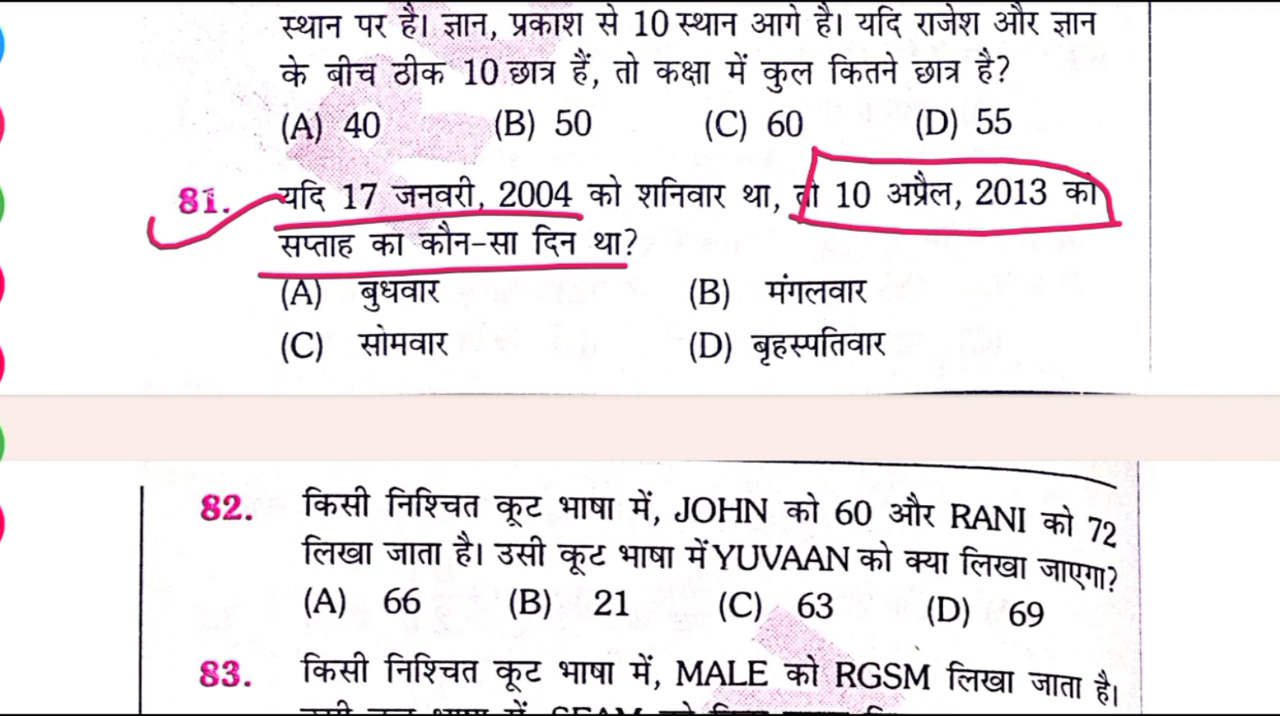 स्थान पर है। ज्ञान, प्रकाश से 10 स्थान आगे है। यदि राजेश और ज्ञान
के बीच ठीक 10 छात्र हैं, तो कक्षा में कुल कितने छात्र है?
(A) 40 (B) 50 (C) 60 (D) 55
81. यदि 17 जनवरी, 2004 को शनिवार था, तो 10 अप्रैल, 2013 को
सप्ताह का कौन-सा दिन था?
(A) बुधवार (B) मंगलवार
(C) सोमवार (D) बृहस्पतिवार
82. किसी निश्चित कूट भाषा में, JOHN को 60 और RANI को 72
लिखा जाता है। उसी कूट भाषा में YUVAAN को क्या लिखा जाएगा?
(A) 66 (B) 21 (C) 63 (D) 69
83. किसी निश्चित कूट भाषा में, MALE को RGSM लिखा जाता है।